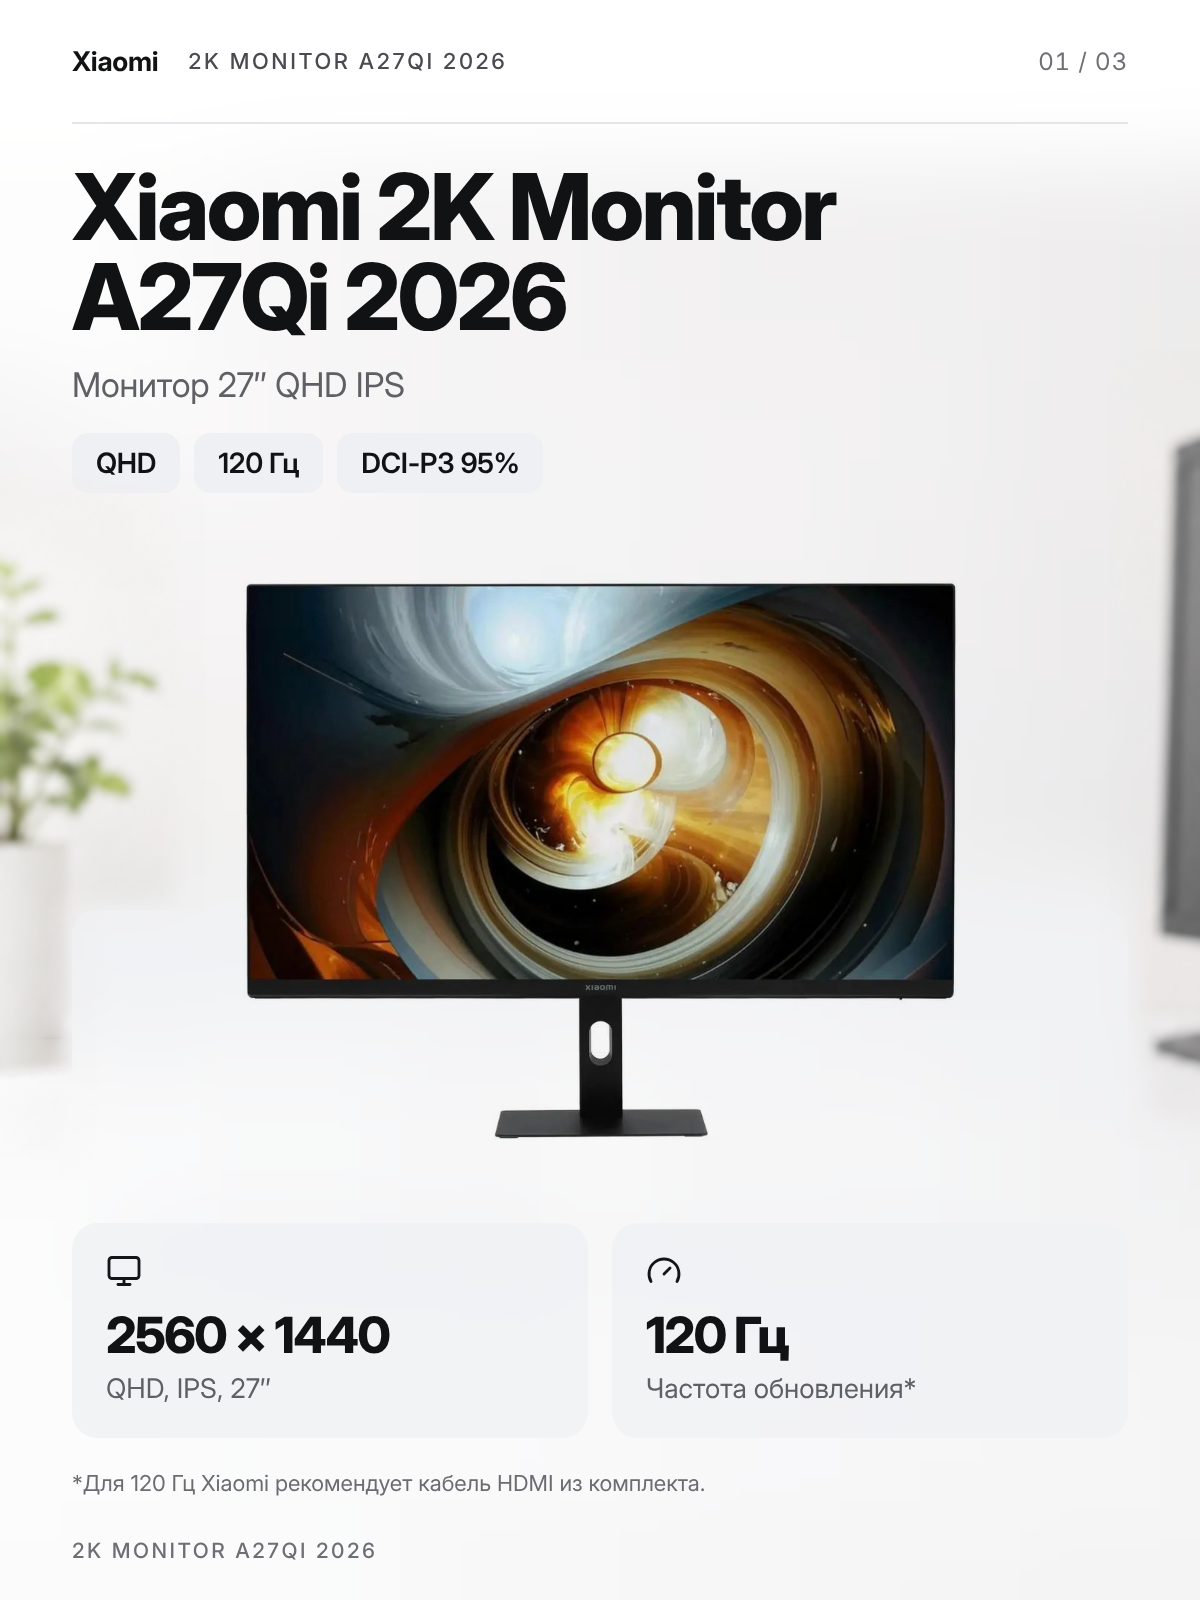 Xiaomi 2K MONITOR A27QI 2026 01 / 03
Xiaomi 2K Monitor
A27Qi 2026
Монитор 27″ QHD IPS
QHD 120 Гц DCI-P3 95%
xiaomi
2560 × 1440
QHD, IPS, 27″
120 Гц
Частота обновления*
*Для 120 Гц Xiaomi рекомендует кабель HDMI из комплекта.
2K MONITOR A27QI 2026